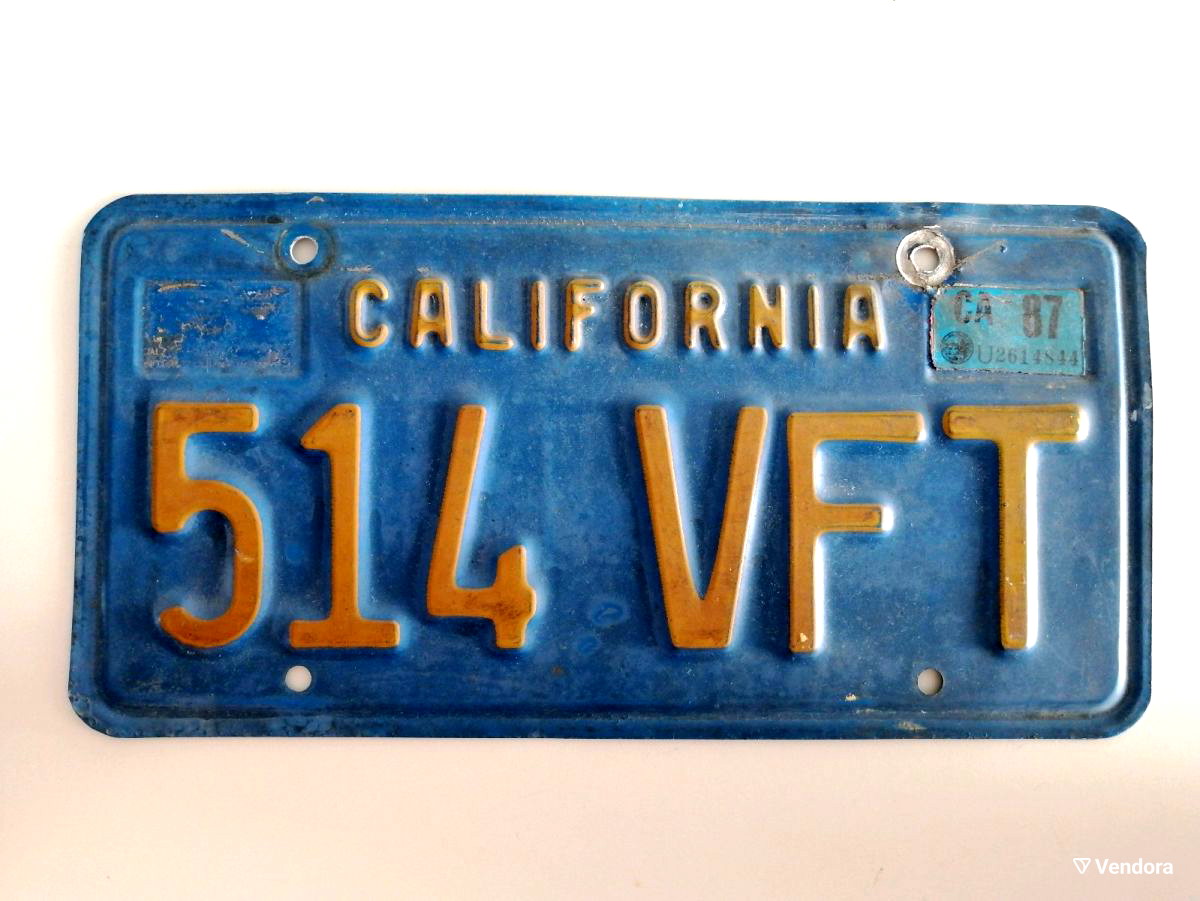 CALIFORNIA
CA 87
U2614844
514 VFT
Vendora